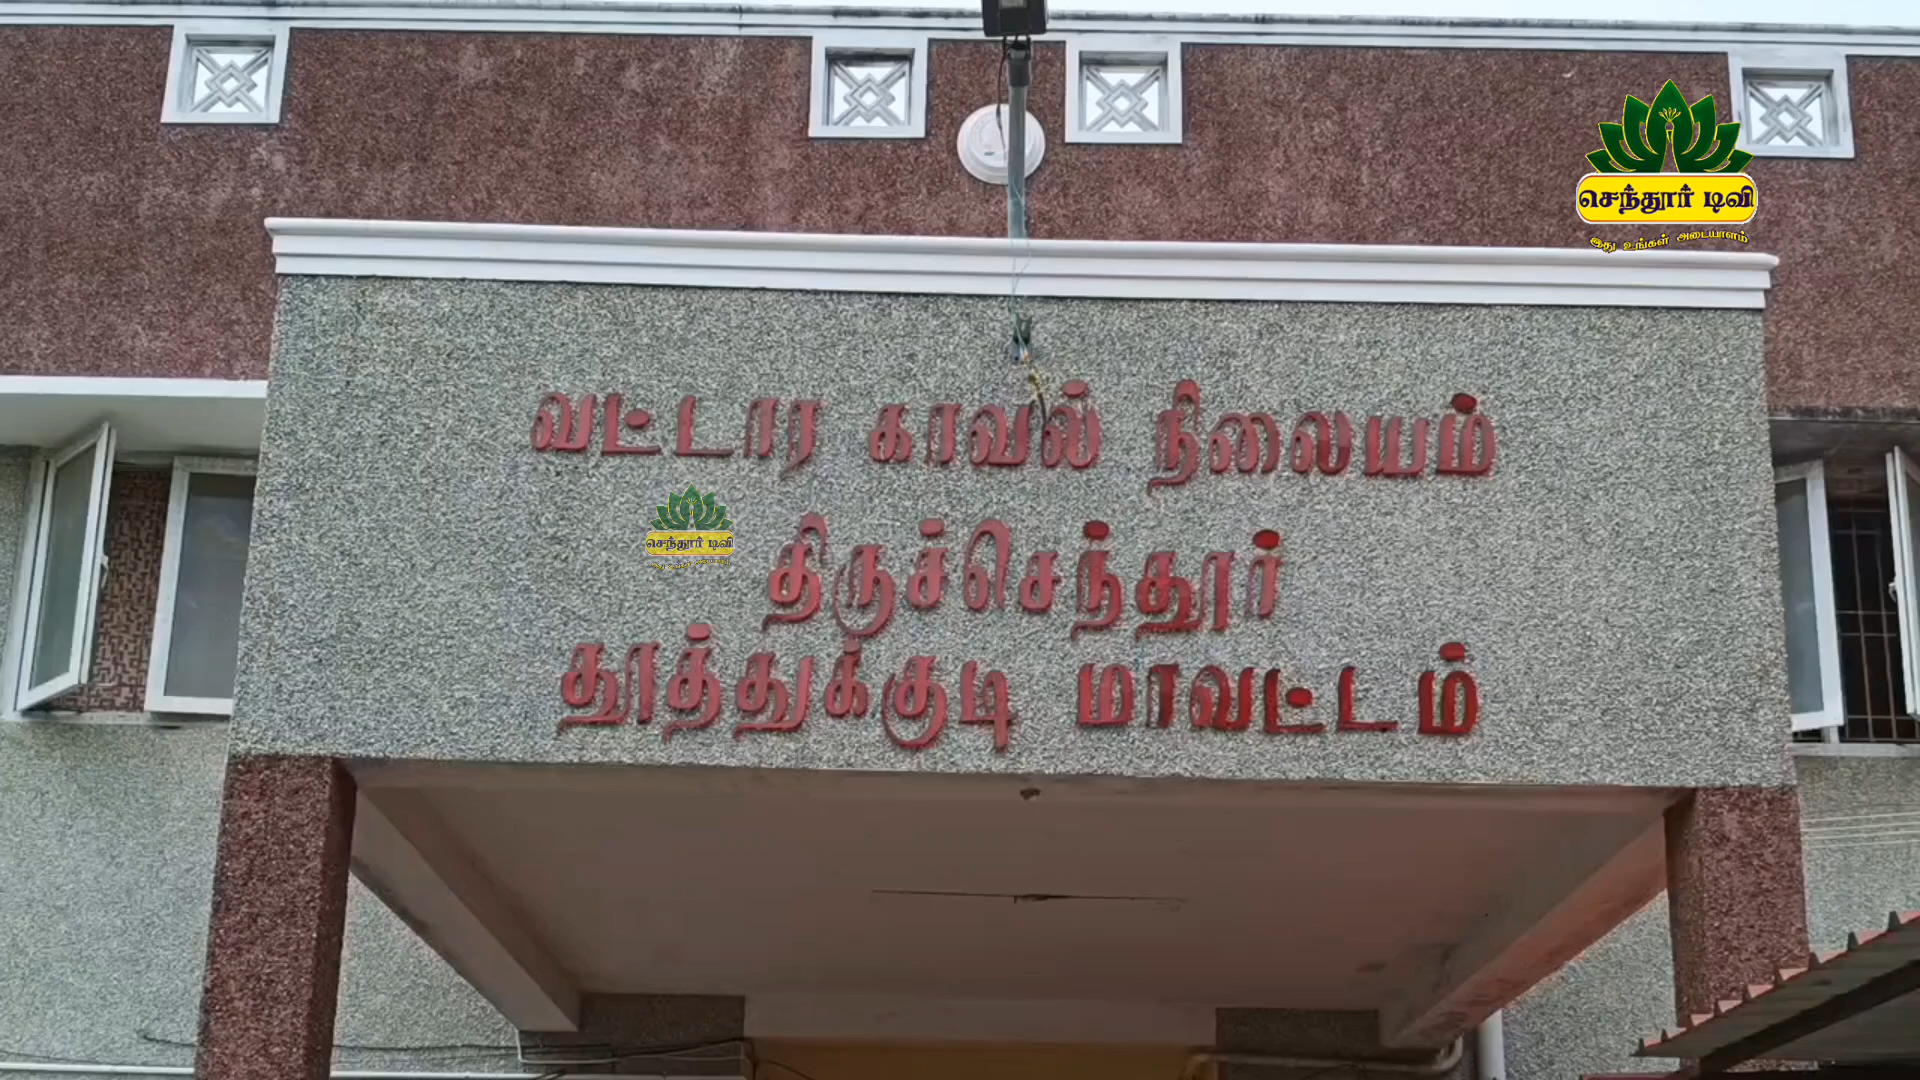 செந்தூர் டிவி
இது உங்கள் அடையாளம்
வட்டார காவல் நிலையம்
செந்தூர் டிவி
திருச்செந்தூர்
தூத்துக்குடி மாவட்டம்